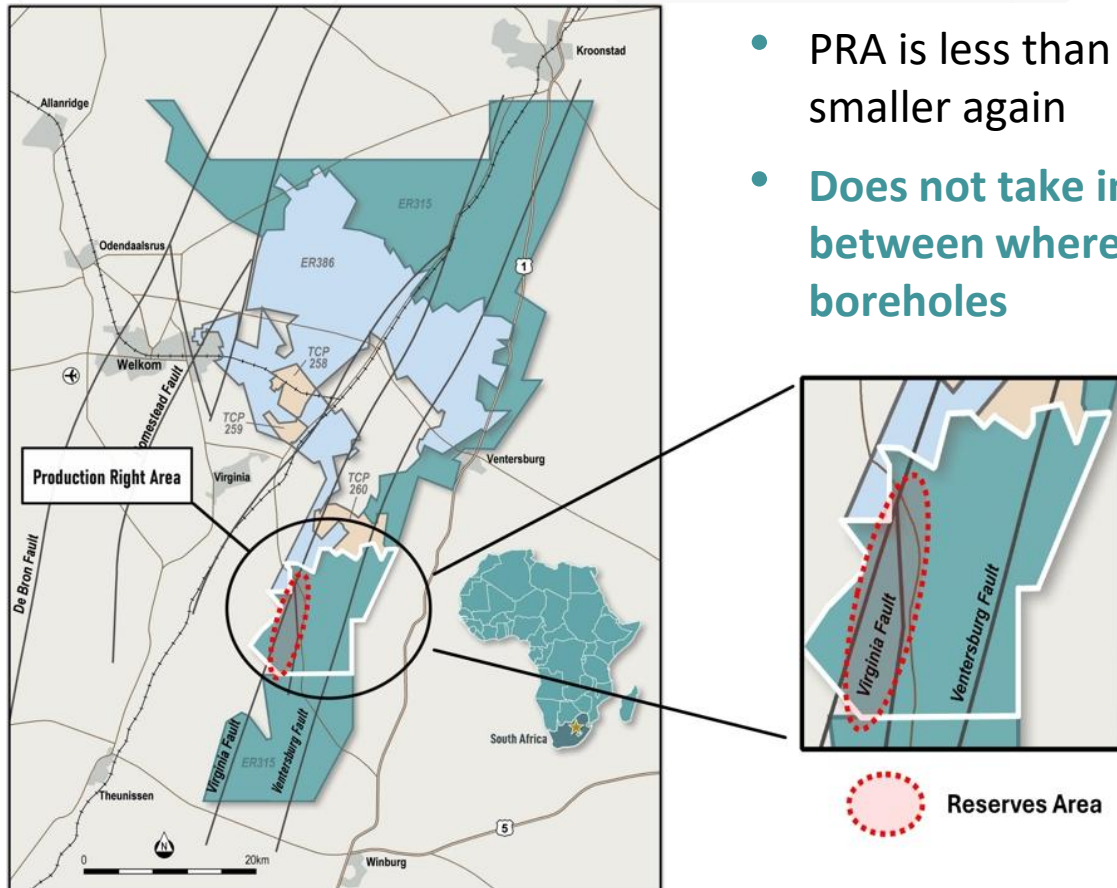 Kroonstad
Allanridge
ER315
Odendaalsrus
ER386
1
TCP
258
Welkom
TCP
259
Homestead Fault
Ventersburg
Virginia
TCP
260
Production Right Area
De Bron Fault
South Africa
Virginia Fault
Ventersburg Fault
ER315
Theunissen
5
N
0 20km
Winburg
• PRA is less than
smaller again
• Does not take in
between where
boreholes
Virginia Fault
Ventersburg Fault
Reserves Area